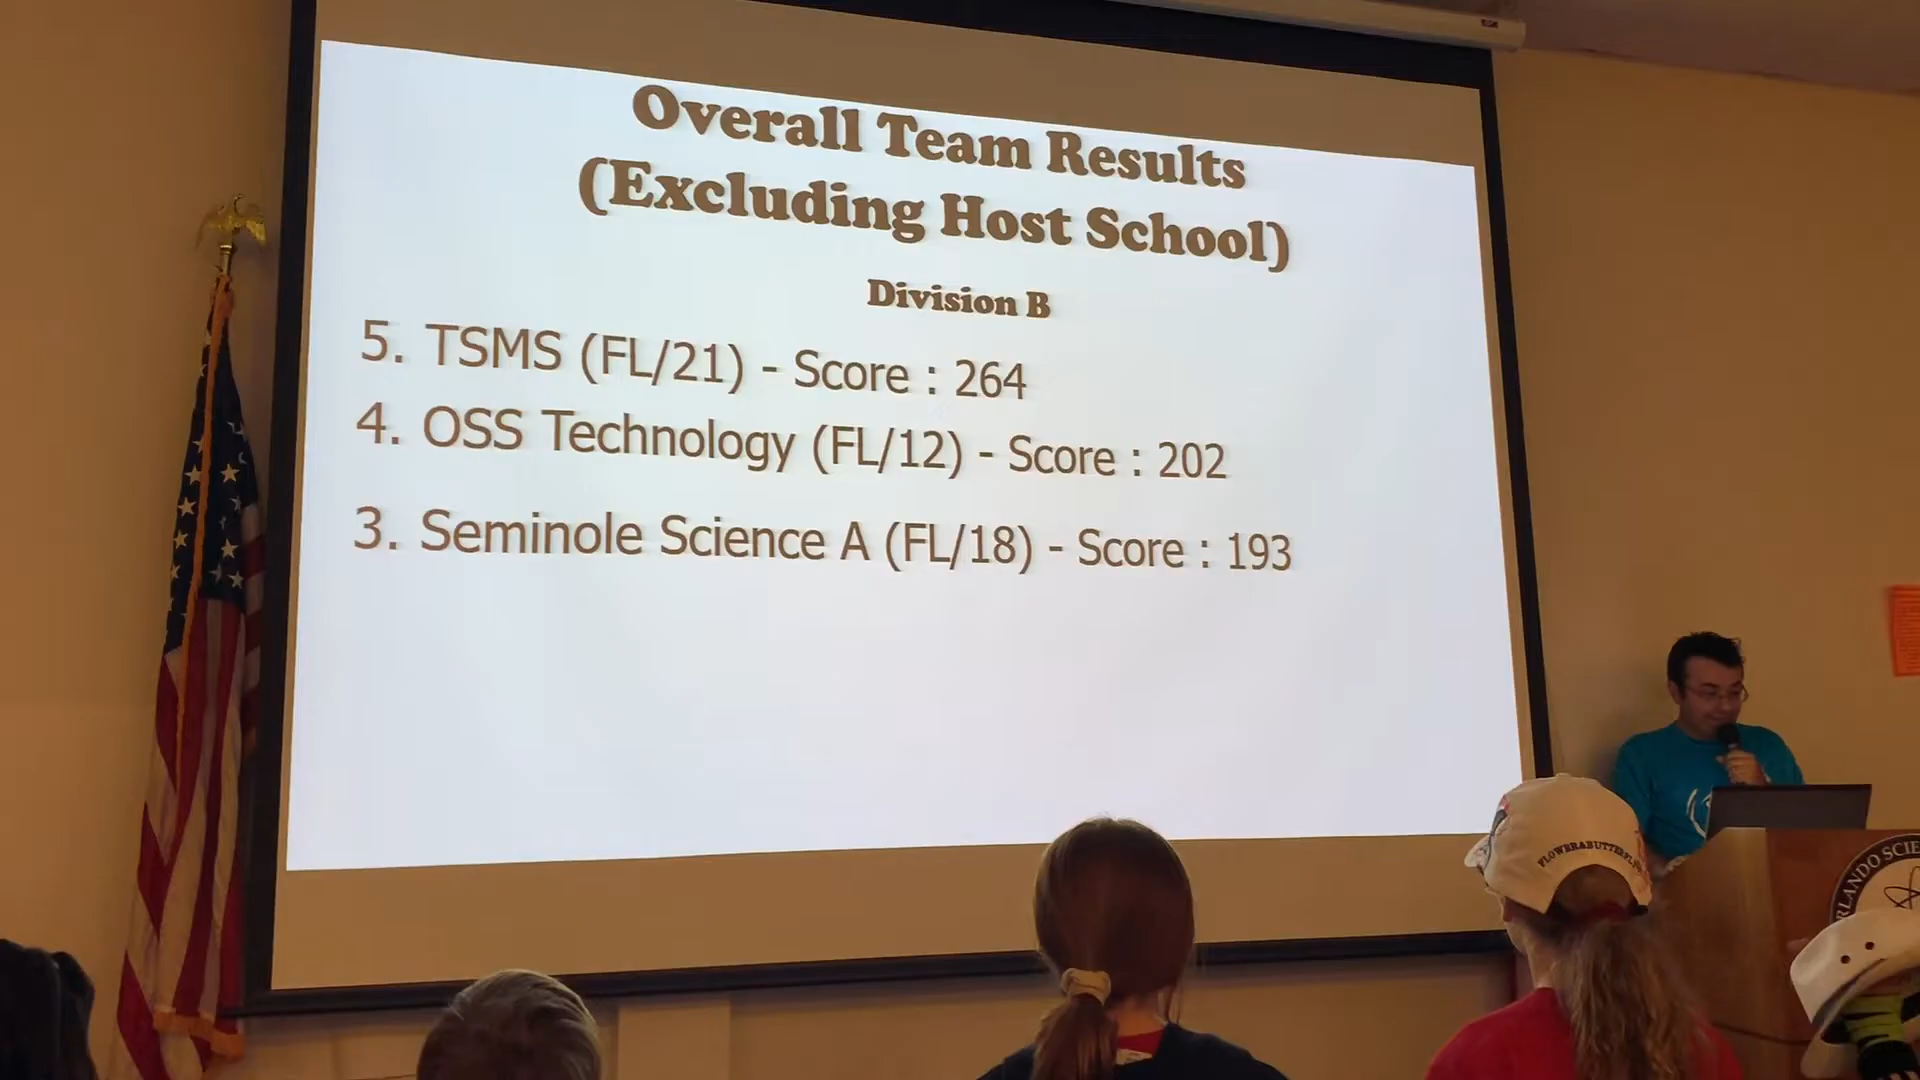 Overall Team Results
(Excluding Host School)
Division B
5. TSMS (FL/21) - Score : 264
4. OSS Technology (FL/12) - Score : 202
3. Seminole Science A (FL/18) - Score : 193